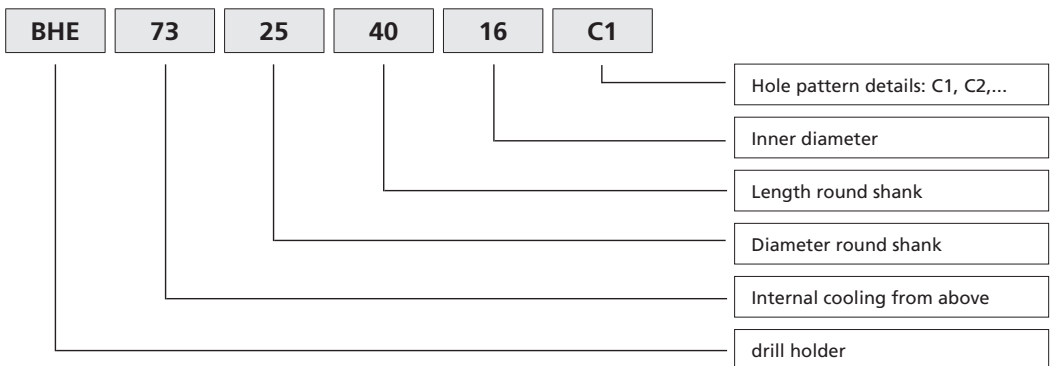 BHE 73 25 40 16 C1
Hole pattern details: C1, C2,...
Inner diameter
Length round shank
Diameter round shank
Internal cooling from above
drill holder